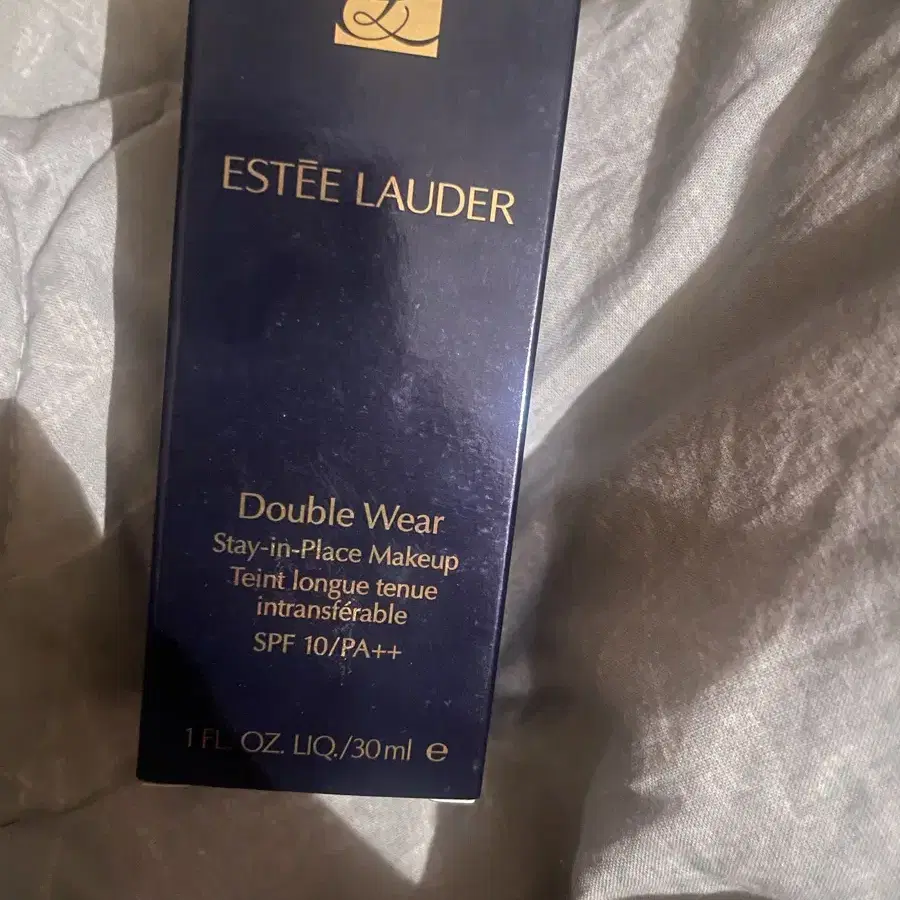 ESTĒE LAUDER
Double Wear
Stay-in-Place Makeup
Teint longue tenue
intransférable
SPF 10/PA++
1 FL. OZ. LIQ./30 ml ℮